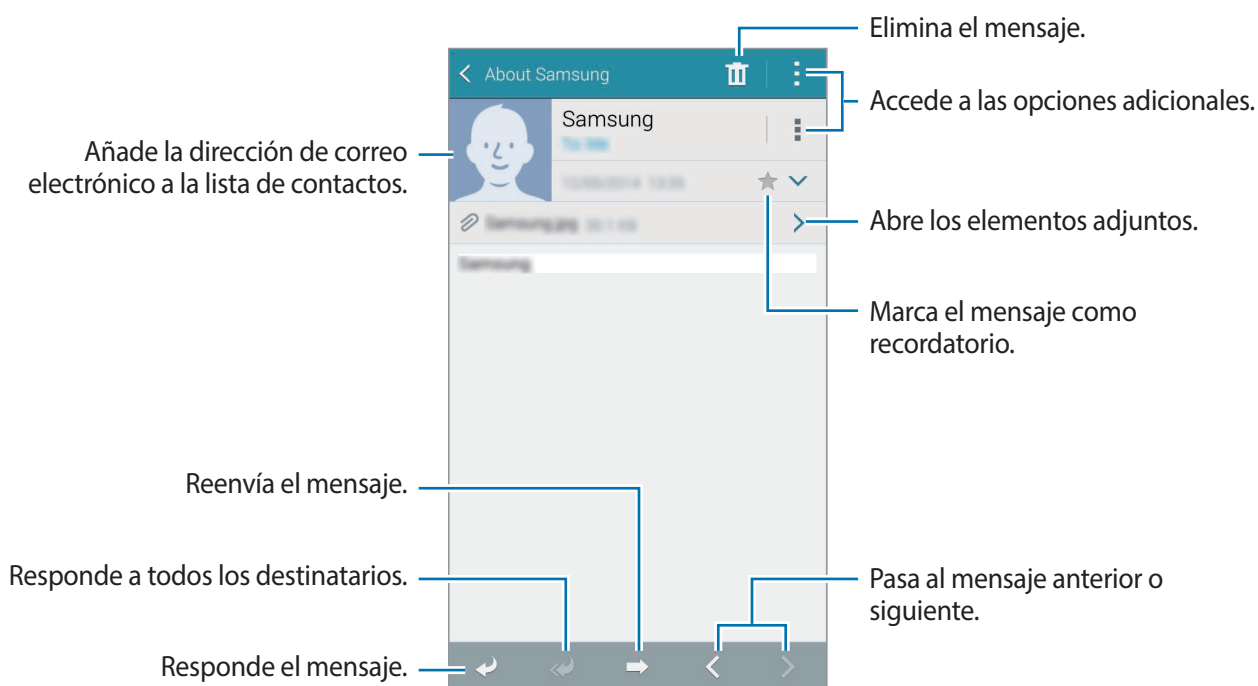 Elimina el mensaje.
About Samsung
Accede a las opciones adicionales.
Samsung
To Me
Añade la dirección de correo
electrónico a la lista de contactos.
Abre los elementos adjuntos.
Samsung
Marca el mensaje como
recordatorio.
Reenvía el mensaje.
Responde a todos los destinatarios.
Pasa al mensaje anterior o
siguiente.
Responde el mensaje.